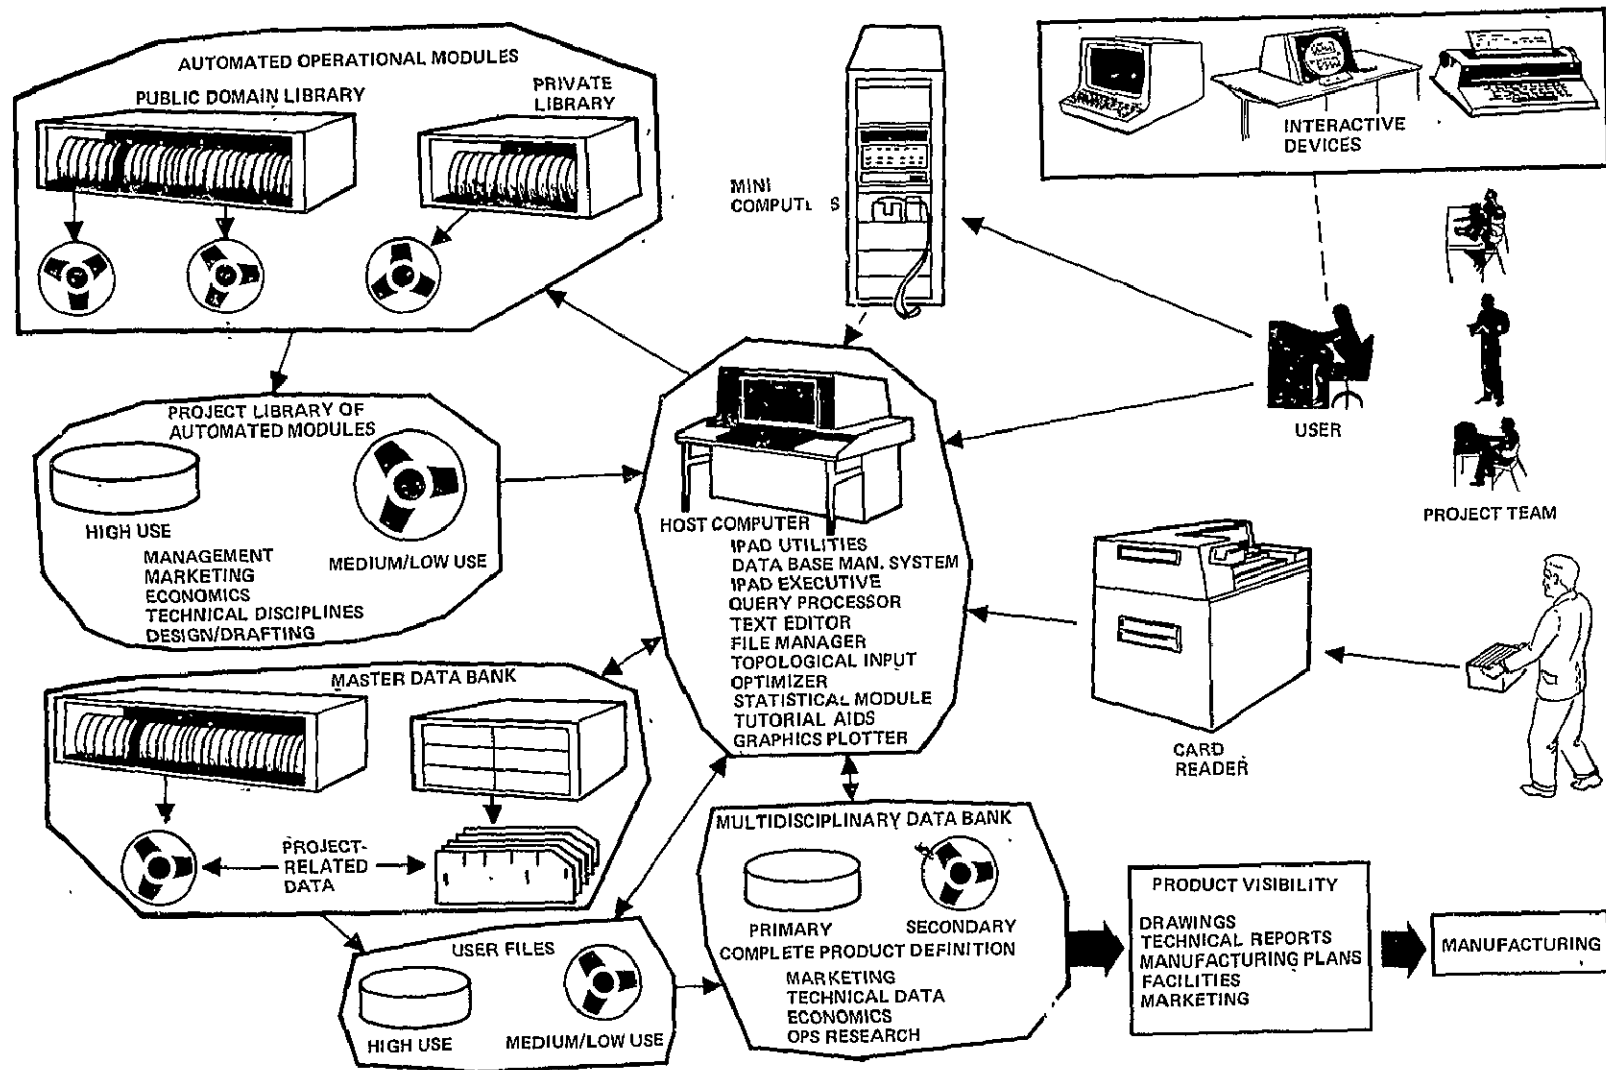 AUTOMATED OPERATIONAL MODULES
PUBLIC DOMAIN LIBRARY
PRIVATE
LIBRARY
MINI
INTERACTIVE
DEVICES
USER
PROJECT TEAM
PROJECT LIBRARY OF
AUTOMATED MODULES
HIGH USE
MEDIUM/LOW USE
MANAGEMENT
MARKETING
ECONOMICS
TECHNICAL DISCIPLINES
DESIGN/DRAFTING
HOST COMPUTER
IPAD UTILITIES
DATA BASE MAN. SYSTEM
IPAD EXECUTIVE
QUERY PROCESSOR
TEXT EDITOR
FILE MANAGER
TOPOLOGICAL INPUT
OPTIMIZER
STATISTICAL MODULE
TUTORIAL AIDS
GRAPHICS PLOTTER
CARD
READER
MASTER DATA BANK
PROJECT-
RELATED
DATA
USER FILES
HIGH USE
MEDIUM/LOW USE
MULTIDISCIPLINARY DATA BANK
PRIMARY
SECONDARY
COMPLETE PRODUCT DEFINITION
MARKETING
TECHNICAL DATA
ECONOMICS
OPS RESEARCH
PRODUCT VISIBILITY
DRAWINGS
TECHNICAL REPORTS
MANUFACTURING PLANS
FACILITIES
MARKETING
MANUFACTURING